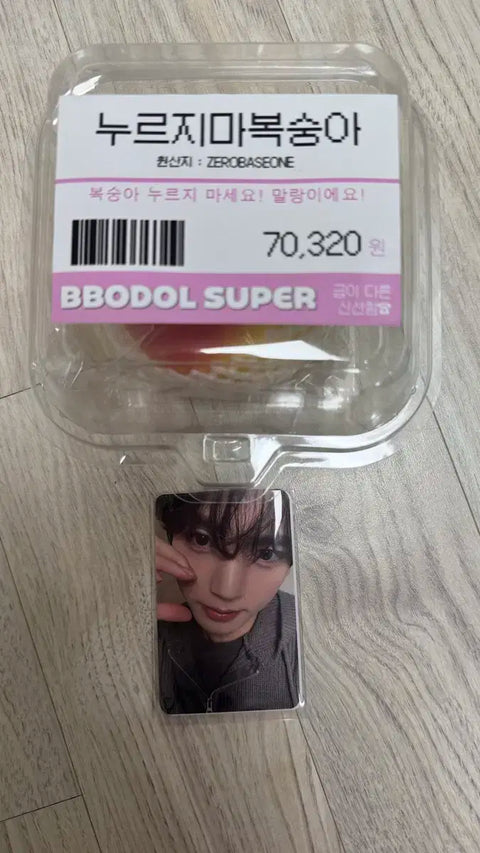 누르지마복숭아
원산지 : ZEROBASEONE
복숭아 누르지 마세요! 말랑이에요!
70,320 원
BBODOL SUPER
급이 다른
신선함☎